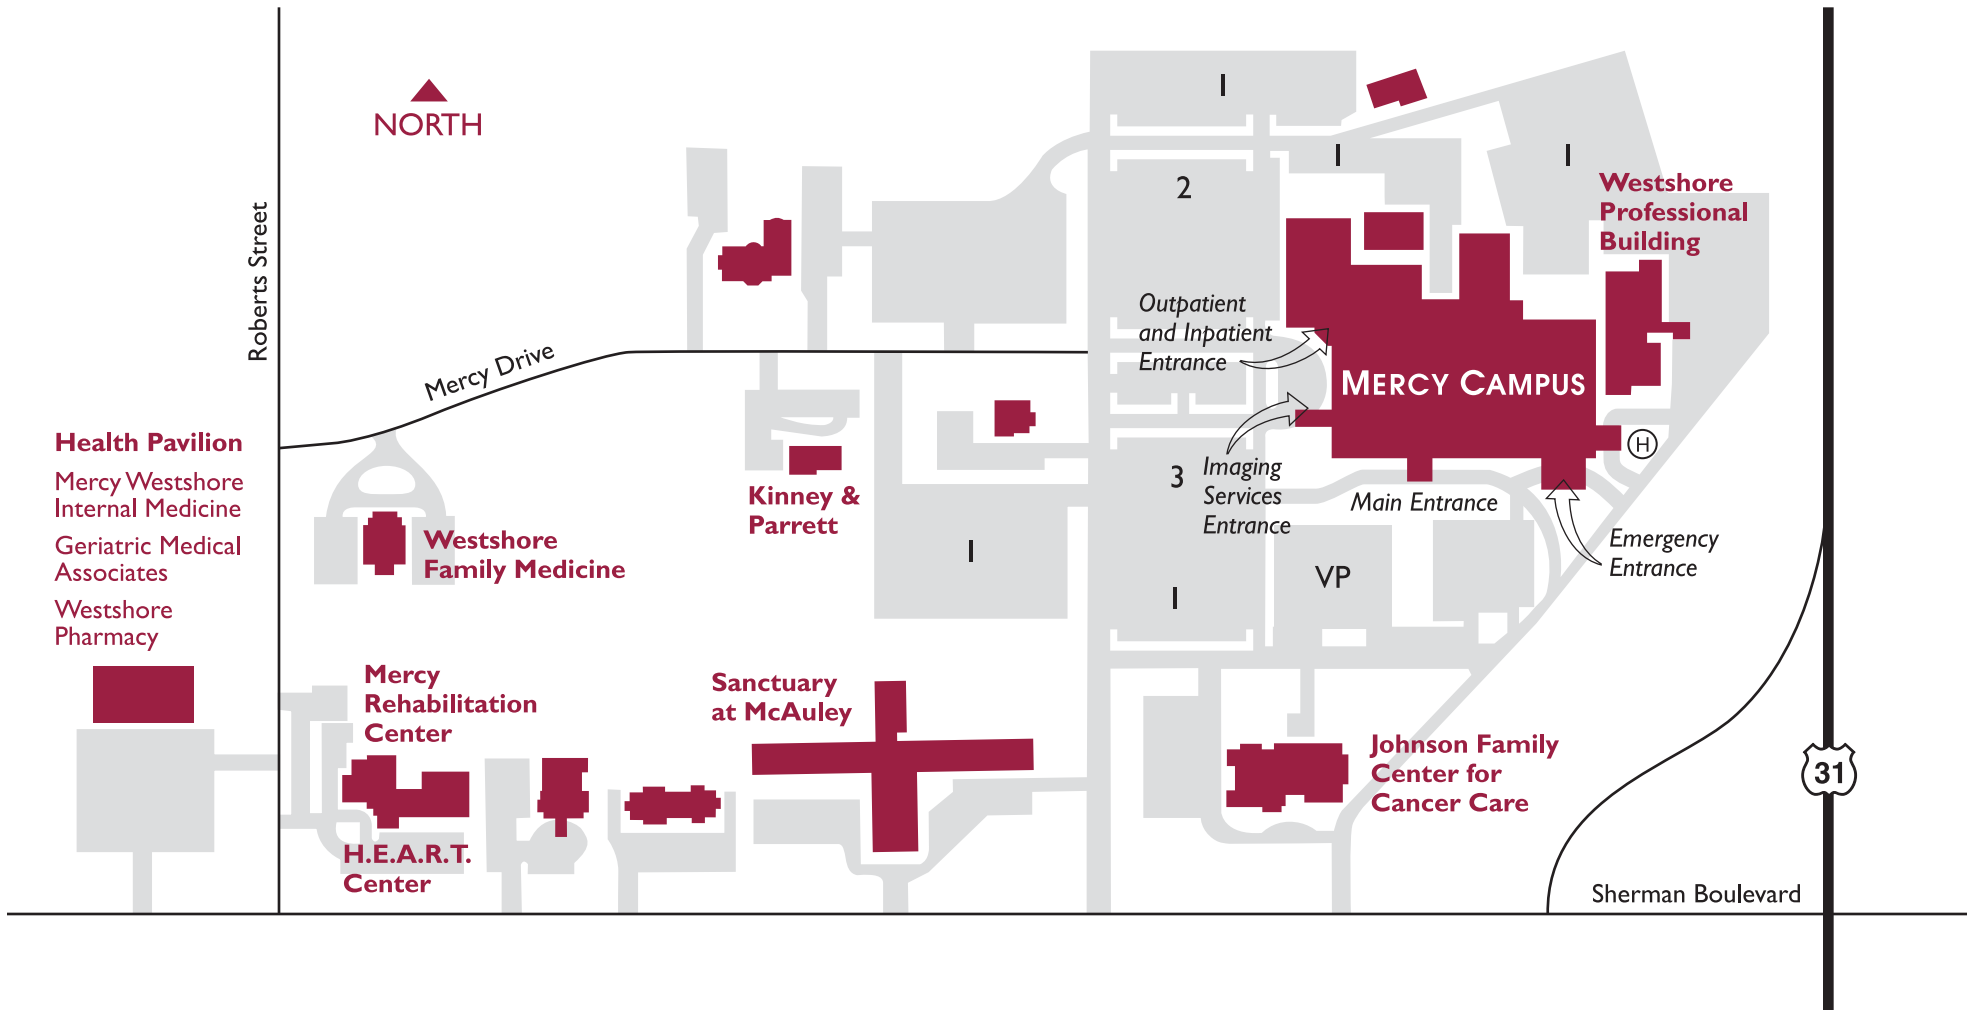 NORTH
Roberts Street
Mercy Drive
I
I
I
2
Westshore
Professional
Building
Outpatient
and Inpatient
Entrance
MERCY CAMPUS
H
3
Imaging
Services
Entrance
Main Entrance
Emergency
Entrance
VP
I
I
Kinney &
Parrett
Health Pavilion
Mercy Westshore
Internal Medicine
Geriatric Medical
Associates
Westshore
Pharmacy
Westshore
Family Medicine
Mercy
Rehabilitation
Center
H.E.A.R.T.
Center
Sanctuary
at McAuley
Johnson Family
Center for
Cancer Care
31
Sherman Boulevard